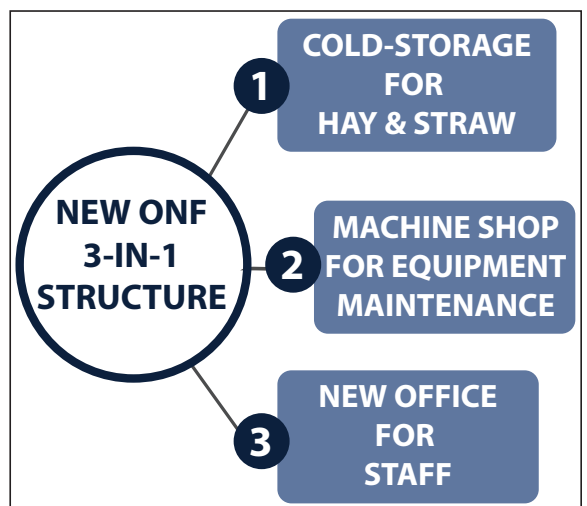 NEW ONF
3-IN-1
STRUCTURE
1
COLD-STORAGE
FOR
HAY & STRAW
2
MACHINE SHOP
FOR EQUIPMENT
MAINTENANCE
3
NEW OFFICE
FOR
STAFF